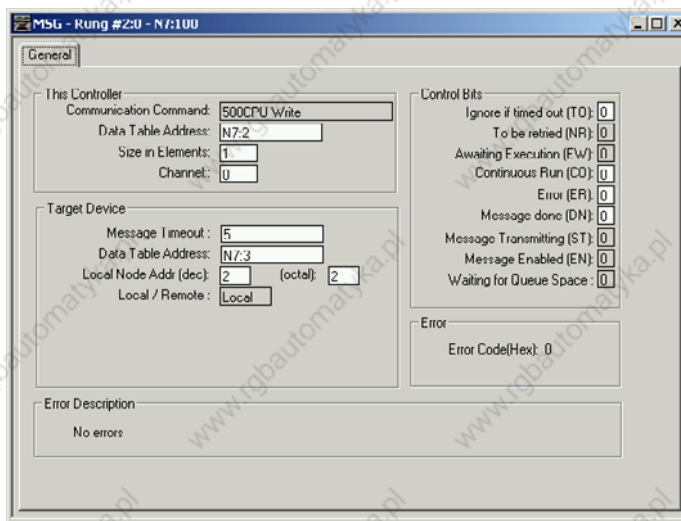 MSG - Rung #2:0 - N7:100
General
This Controller
Communication Command: 500CPU Write
Data Table Address: N7:2
Size in Elements: 1
Channel: 0
Target Device
Message Timeout : 5
Data Table Address: N7:3
Local Node Addr (dec): 2 (octal): 2
Local / Remote : Local
Control Bits
Ignore if timed out (TO): 0
To be retried (NR): 0
Awaiting Execution (EW): 0
Continuous Run (CO): 0
Error (ER): 0
Message done (DN): 0
Message Transmitting (ST): 0
Message Enabled (EN): 0
Waiting for Queue Space : 0
Error
Error Code(Hex): 0
Error Description
No errors
www.rgbautomatyka.pl